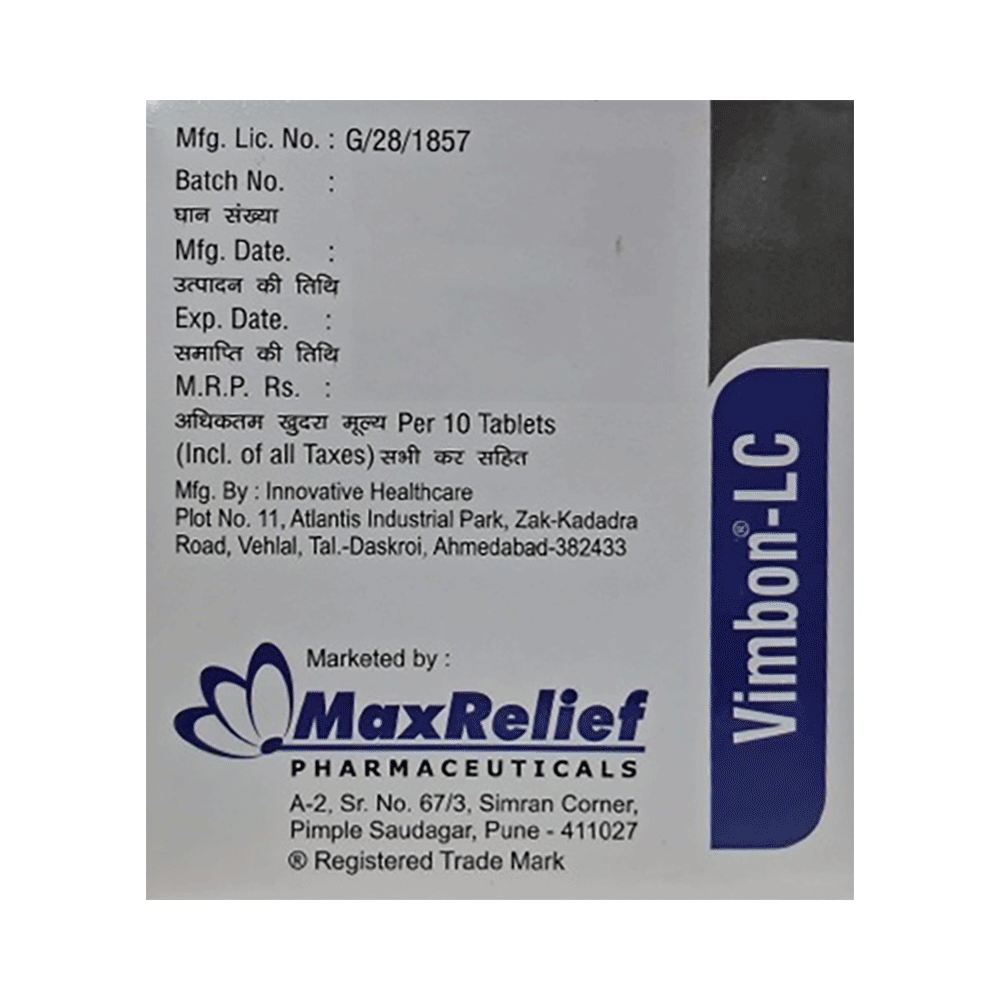 Mfg. Lic. No. : G/28/1857
Batch No. :
घान संख्या
Mfg. Date. :
उत्पादन की तिथि
Exp. Date. :
समाप्ति की तिथि
M.R.P. Rs. :
अधिकतम खुदरा मूल्य Per 10 Tablets
(Incl. of all Taxes) सभी कर सहित
Mfg. By : Innovative Healthcare
Plot No. 11, Atlantis Industrial Park, Zak-Kadadra
Road, Vehlal, Tal.-Daskroi, Ahmedabad-382433
Marketed by :
MaxRelief
PHARMACEUTICALS
A-2, Sr. No. 67/3, Simran Corner,
Pimple Saudagar, Pune - 411027
® Registered Trade Mark
Vimbon®-LC